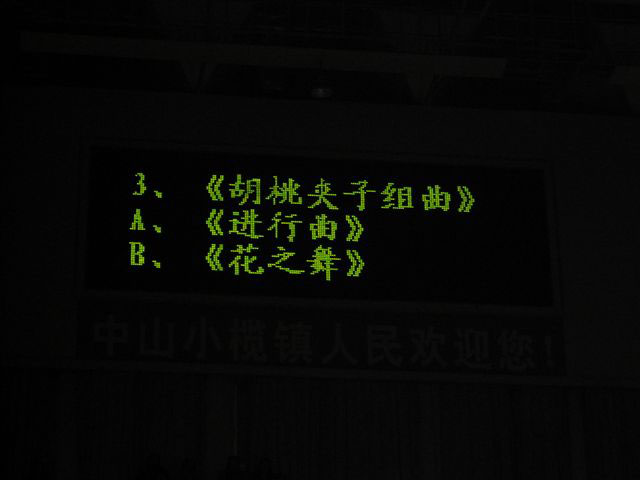 3、《胡桃夹子组曲》
A、《进行曲》
B、《花之舞》
中山小榄镇人民欢迎您!